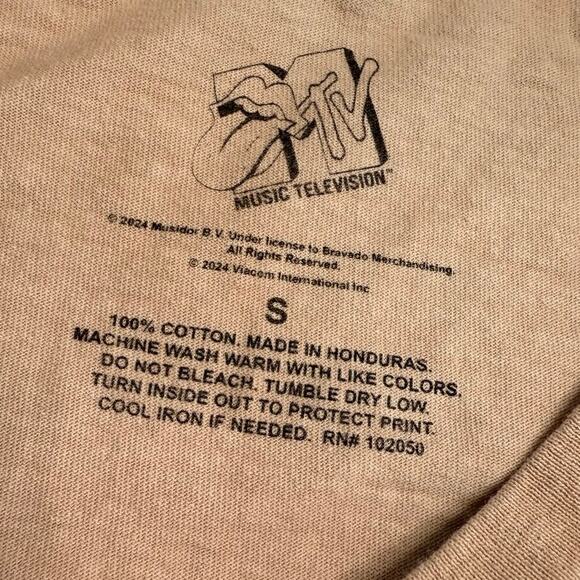 MTV
MUSIC TELEVISION™
© 2024 Musidor B.V. Under license to Bravado Merchandising.
All Rights Reserved.
© 2024 Viacom International Inc
S
100% COTTON. MADE IN HONDURAS.
MACHINE WASH WARM WITH LIKE COLORS.
DO NOT BLEACH. TUMBLE DRY LOW.
TURN INSIDE OUT TO PROTECT PRINT.
COOL IRON IF NEEDED. RN# 102050